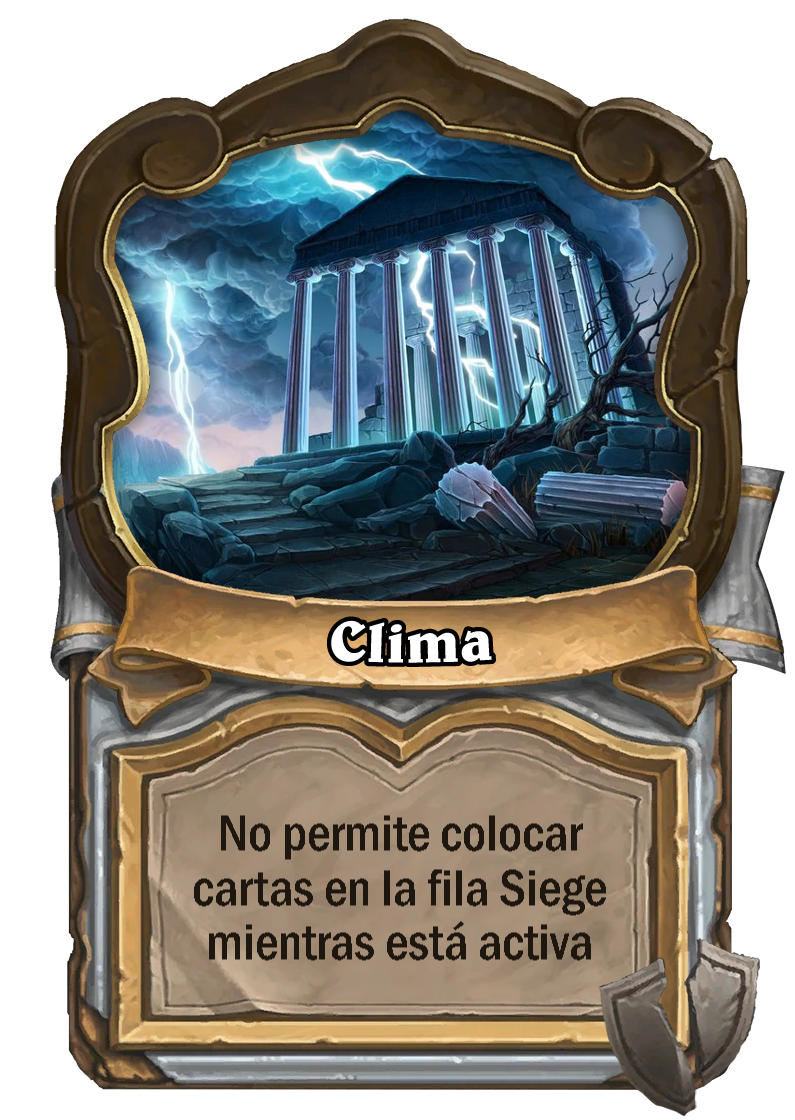 Clima
No permite colocar
cartas en la fila Siege
mientras está activa